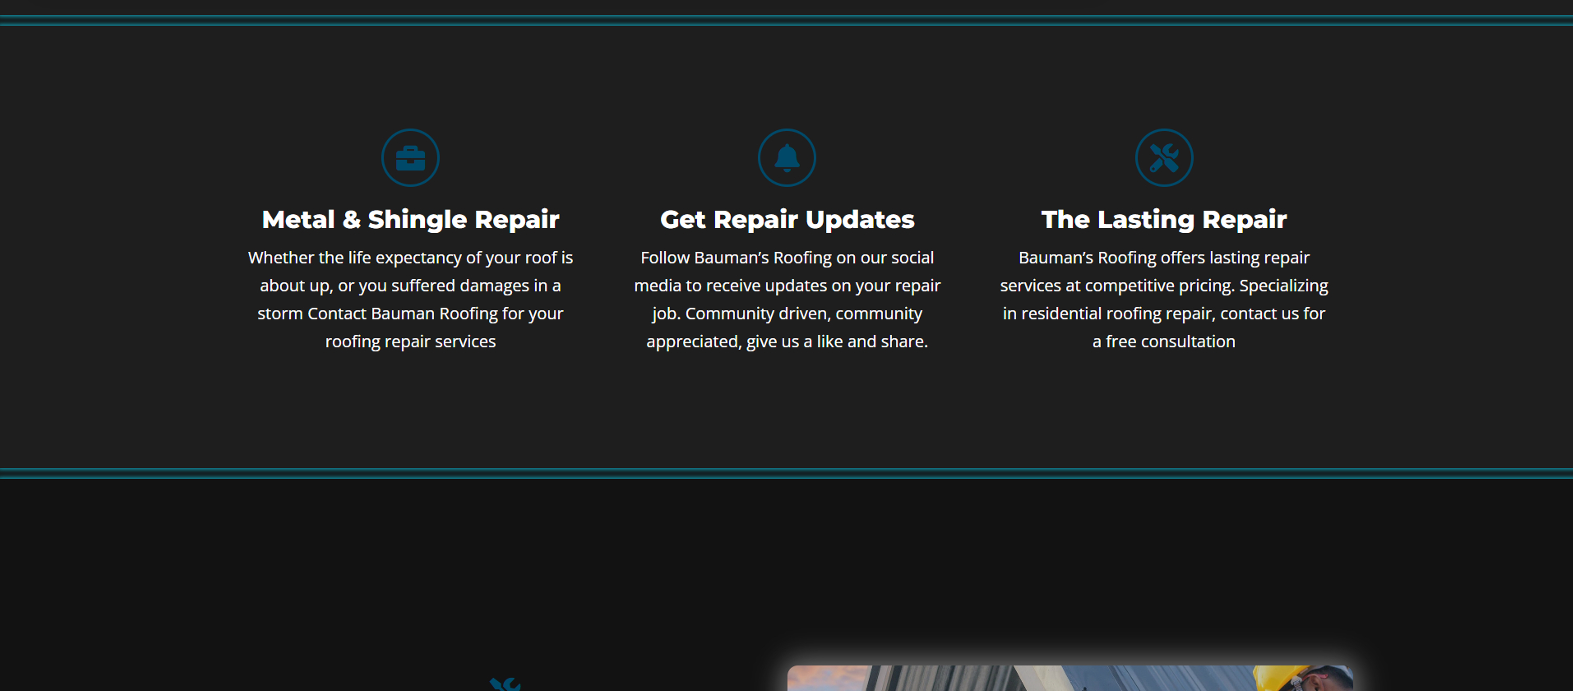 Metal & Shingle Repair
Whether the life expectancy of your roof is
about up, or you suffered damages in a
storm Contact Bauman Roofing for your
roofing repair services
Get Repair Updates
Follow Bauman’s Roofing on our social
media to receive updates on your repair
job. Community driven, community
appreciated, give us a like and share.
The Lasting Repair
Bauman’s Roofing offers lasting repair
services at competitive pricing. Specializing
in residential roofing repair, contact us for
a free consultation